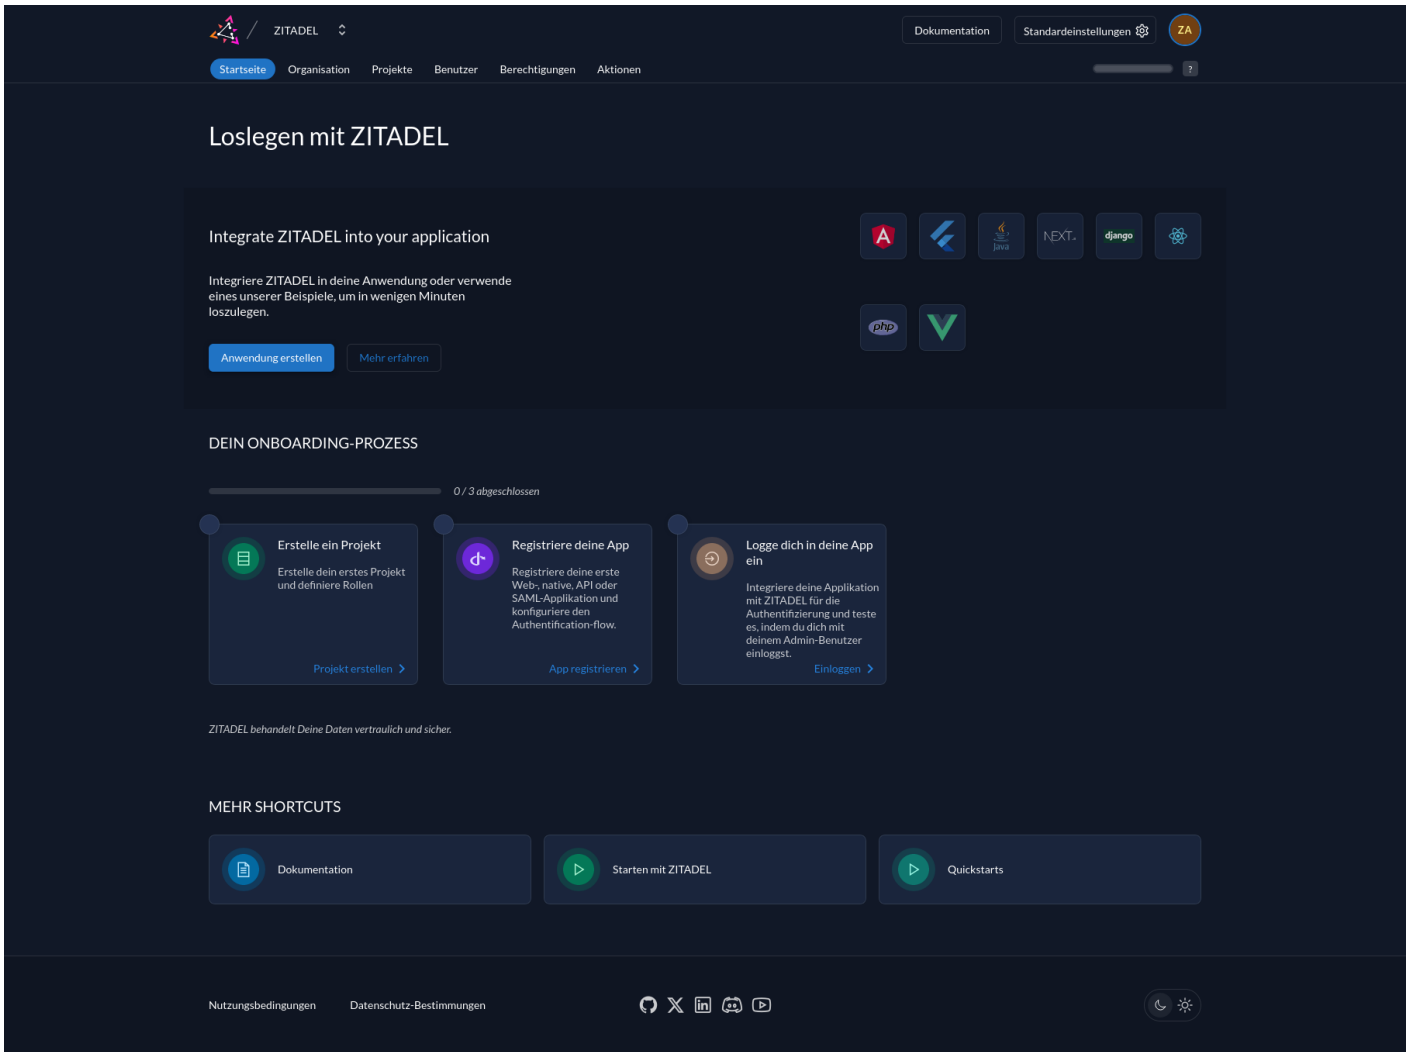 ZITADEL
Dokumentation
Standardeinstellungen
ZA
Startseite
Organisation
Projekte
Benutzer
Berechtigungen
Aktionen
?
Loslegen mit ZITADEL
Integrate ZITADEL into your application
Integriere ZITADEL in deine Anwendung oder verwende
eines unserer Beispiele, um in wenigen Minuten
loszulegen.
Anwendung erstellen
Mehr erfahren
Java
NEXT.JS
django
php
DEIN ONBOARDING-PROZESS
0 / 3 abgeschlossen
Erstelle ein Projekt
Erstelle dein erstes Projekt
und definiere Rollen
Projekt erstellen
Registriere deine App
Registriere deine erste
Web-, native, API oder
SAML-Applikation und
konfiguriere den
Authentification-flow.
App registrieren
Logge dich in deine App
ein
Integriere deine Applikation
mit ZITADEL für die
Authentifizierung und teste
es, indem du dich mit
deinem Admin-Benutzer
einloggst.
Einloggen
ZITADEL behandelt Deine Daten vertraulich und sicher.
MEHR SHORTCUTS
Dokumentation
Starten mit ZITADEL
Quickstarts
Nutzungsbedingungen
Datenschutz-Bestimmungen